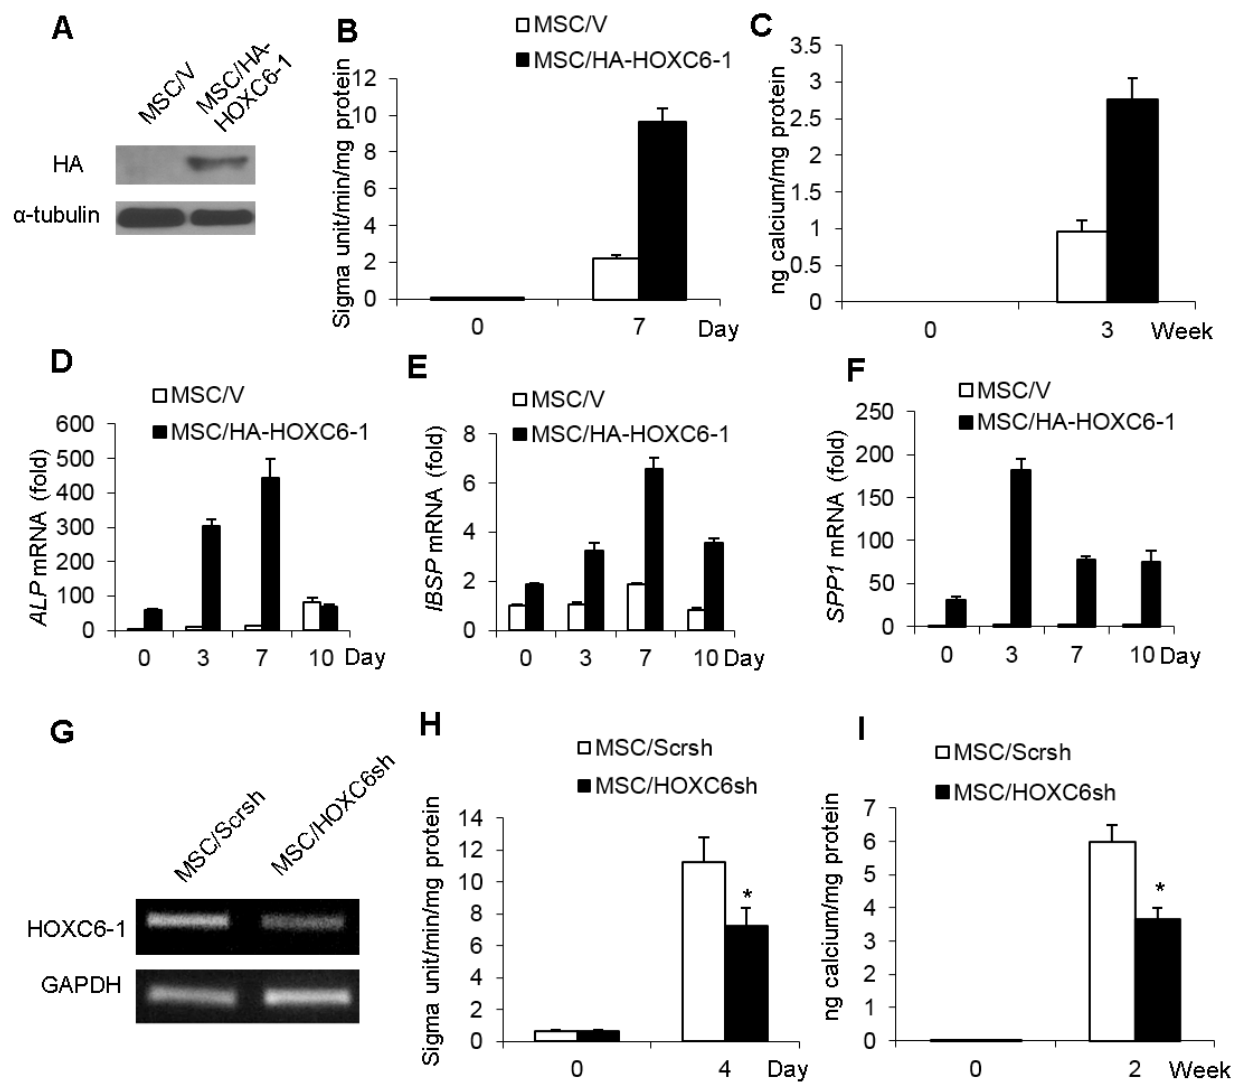 A
MSC/V
MSC/HA-
HOXC6-1
HA
α-tubulin
B
MSC/V
MSC/HA-HOXC6-1
Sigma unit/min/mg protein
12
10
8
6
4
2
0
0
7
Day
C
ng calcium/mg protein
3.5
3
2.5
2
1.5
1
0.5
0
0
3
Week
D
MSC/V
MSC/HA-HOXC6-1
ALP mRNA (fold)
600
500
400
300
200
100
0
0
3
7
10
Day
E
MSC/V
MSC/HA-HOXC6-1
IBSP mRNA (fold)
8
6
4
2
0
0
3
7
10
Day
F
MSC/V
MSC/HA-HOXC6-1
SPP1 mRNA (fold)
250
200
150
100
50
0
0
3
7
10
Day
G
MSC/Scrsh
MSC/HOXC6sh
HOXC6-1
GAPDH
H
MSC/Scrsh
MSC/HOXC6sh
Sigma unit/min/mg protein
14
12
10
8
6
4
2
0
*
0
4
Day
I
MSC/Scrsh
MSC/HOXC6sh
ng calcium/mg protein
7
6
5
4
3
2
1
0
*
0
2
Week